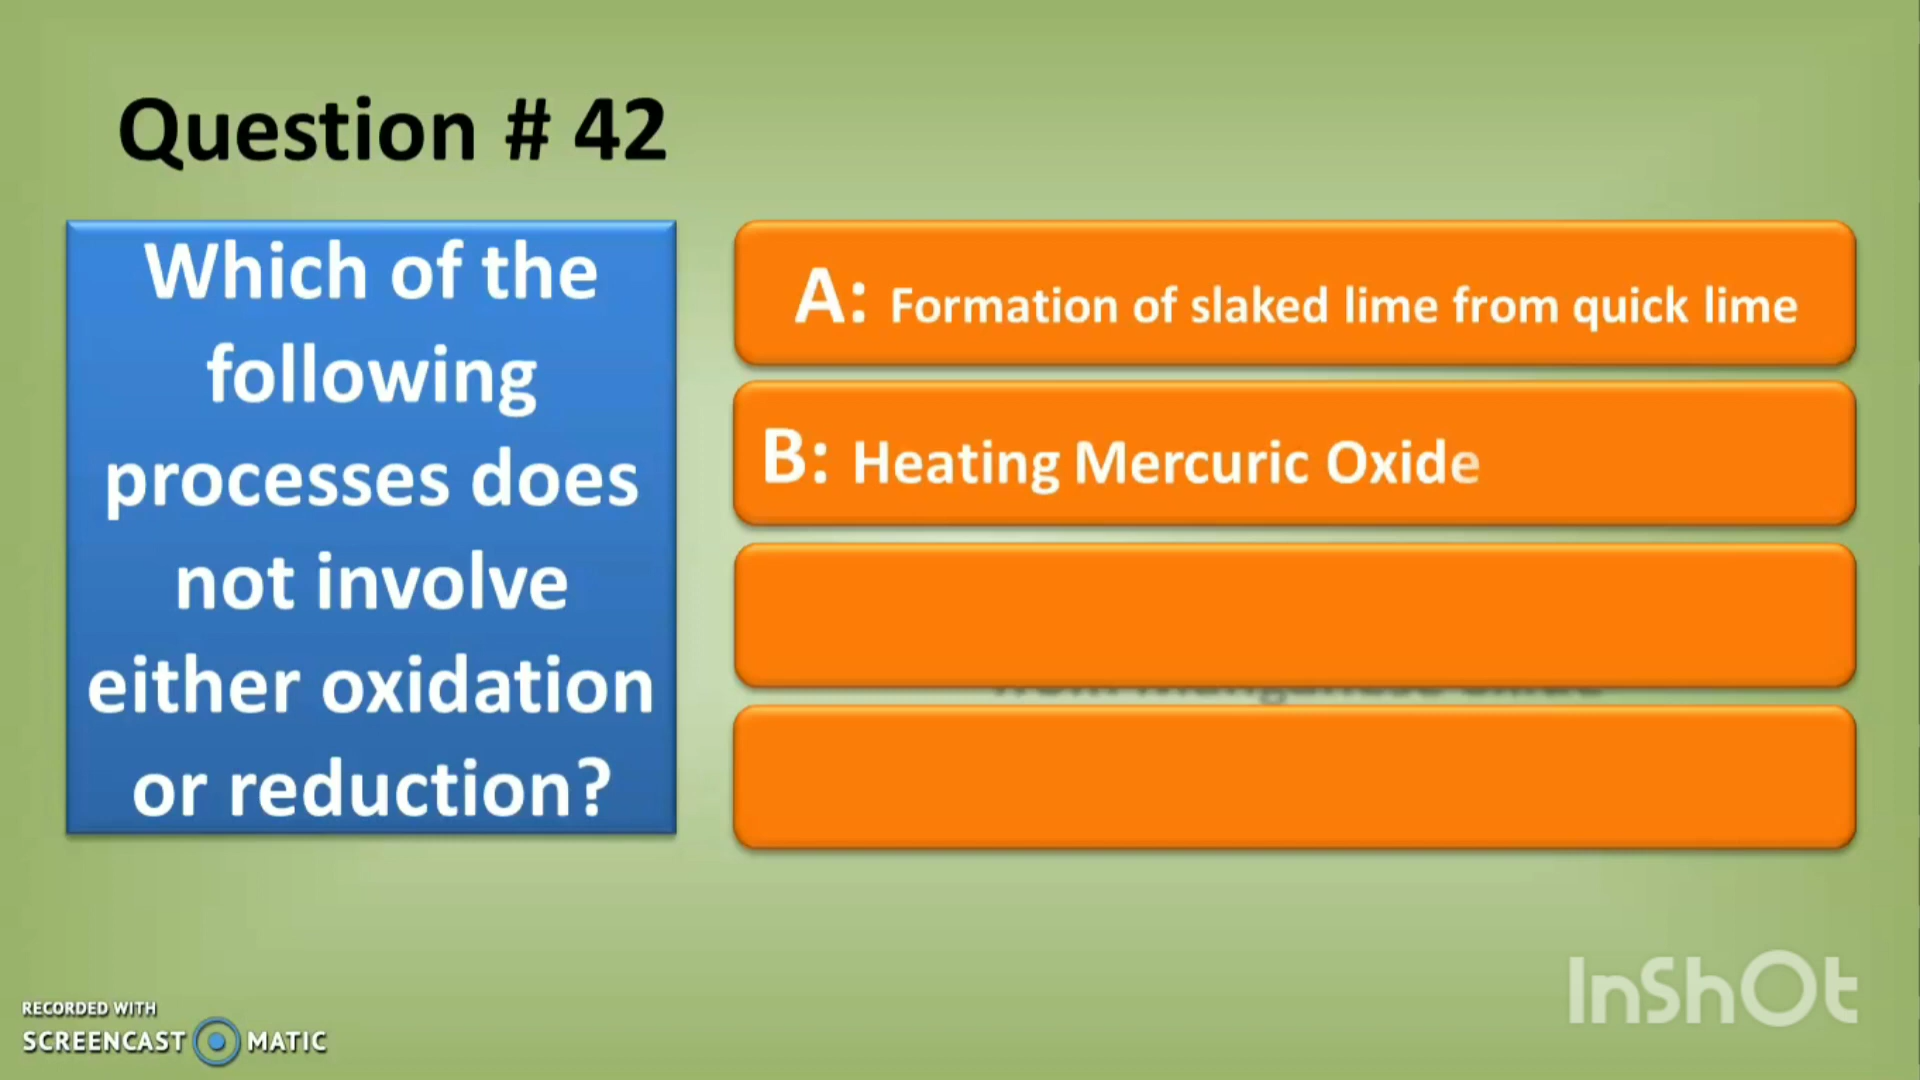 Question # 42
Which of the
following
processes does
not involve
either oxidation
or reduction?
A: Formation of slaked lime from quick lime
B: Heating Mercuric Oxide
RECORDED WITH
SCREENCAST MATIC
InShOt